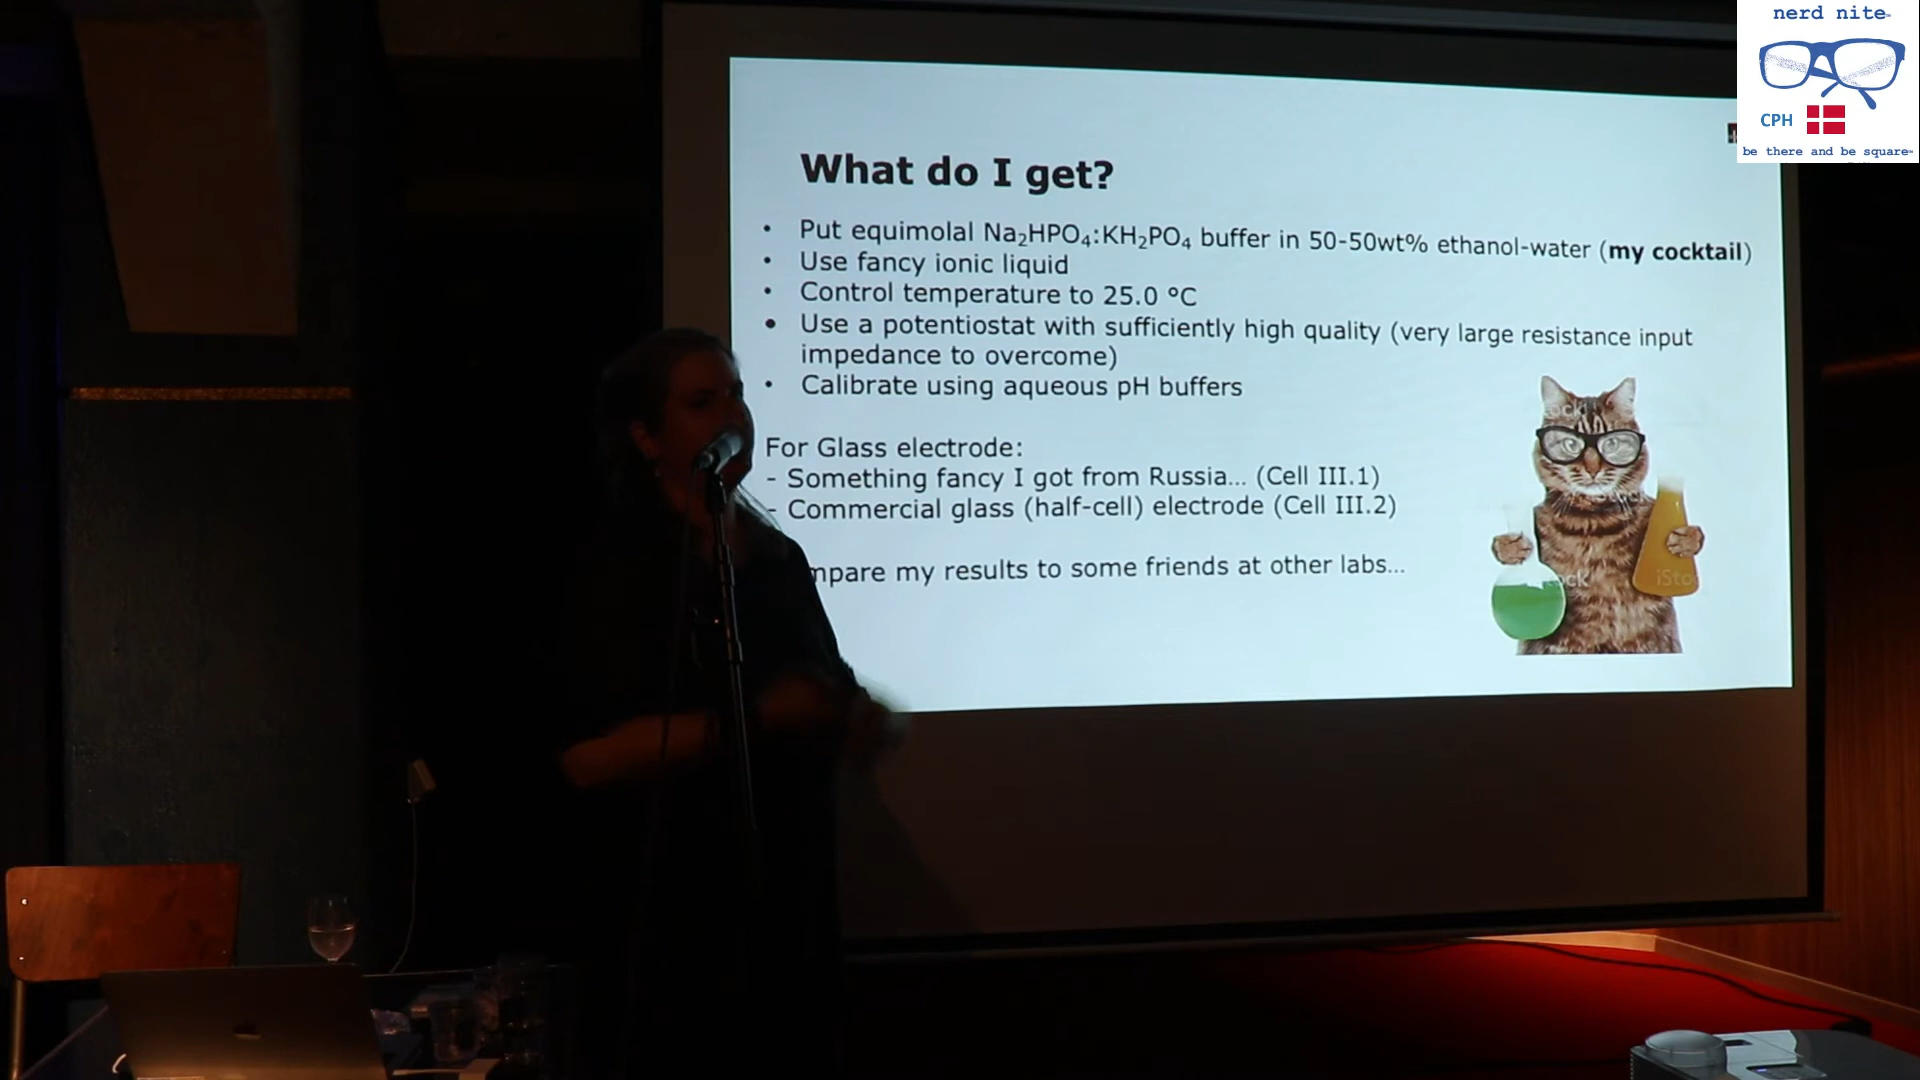 nerd nite
CPH
be there and be square
What do I get?
• Put equimolal Na₂HPO₄:KH₂PO₄ buffer in 50-50wt% ethanol-water (my cocktail)
• Use fancy ionic liquid
• Control temperature to 25.0 °C
• Use a potentiostat with sufficiently high quality (very large resistance input
impedance to overcome)
• Calibrate using aqueous pH buffers
For Glass electrode:
- Something fancy I got from Russia... (Cell III.1)
- Commercial glass (half-cell) electrode (Cell III.2)
mpare my results to some friends at other labs...
ock
ock
iSto